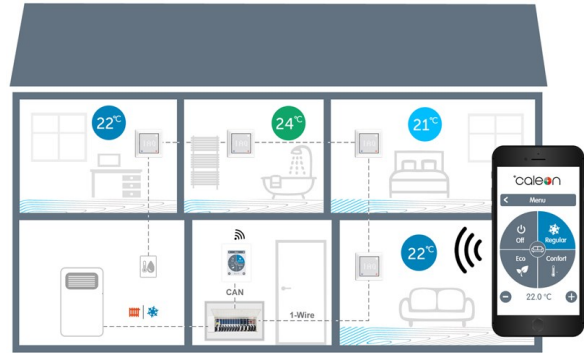 22°C
24°C
21°C
°caleon
< Menu
Off
Regular
Eco
Comfort
22.0 °C
22°C
CAN
1-Wire